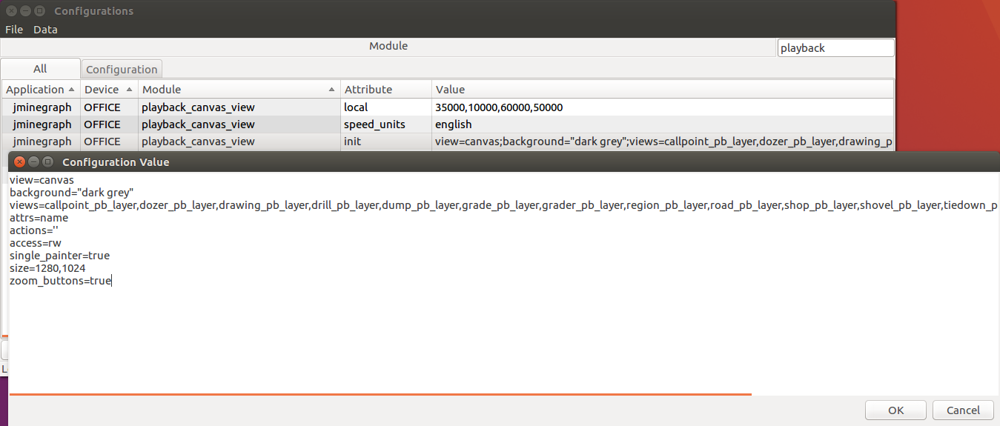 Configurations
File Data
Module playback
All Configuration
Application Device Module Attribute Value
jminegraph OFFICE playback_canvas_view local 35000,10000,60000,50000
jminegraph OFFICE playback_canvas_view speed_units english
jminegraph OFFICE playback_canvas_view init view=canvas;background="dark grey";views=callpoint_pb_layer,dozer_pb_layer,drawing_p
Configuration Value
view=canvas
background="dark grey"
views=callpoint_pb_layer,dozer_pb_layer,drawing_pb_layer,drill_pb_layer,dump_pb_layer,grade_pb_layer,grader_pb_layer,region_pb_layer,road_pb_layer,shop_pb_layer,shovel_pb_layer,tiedown_p
attrs=name
actions=''
access=rw
single_painter=true
size=1280,1024
zoom_buttons=true
OK Cancel